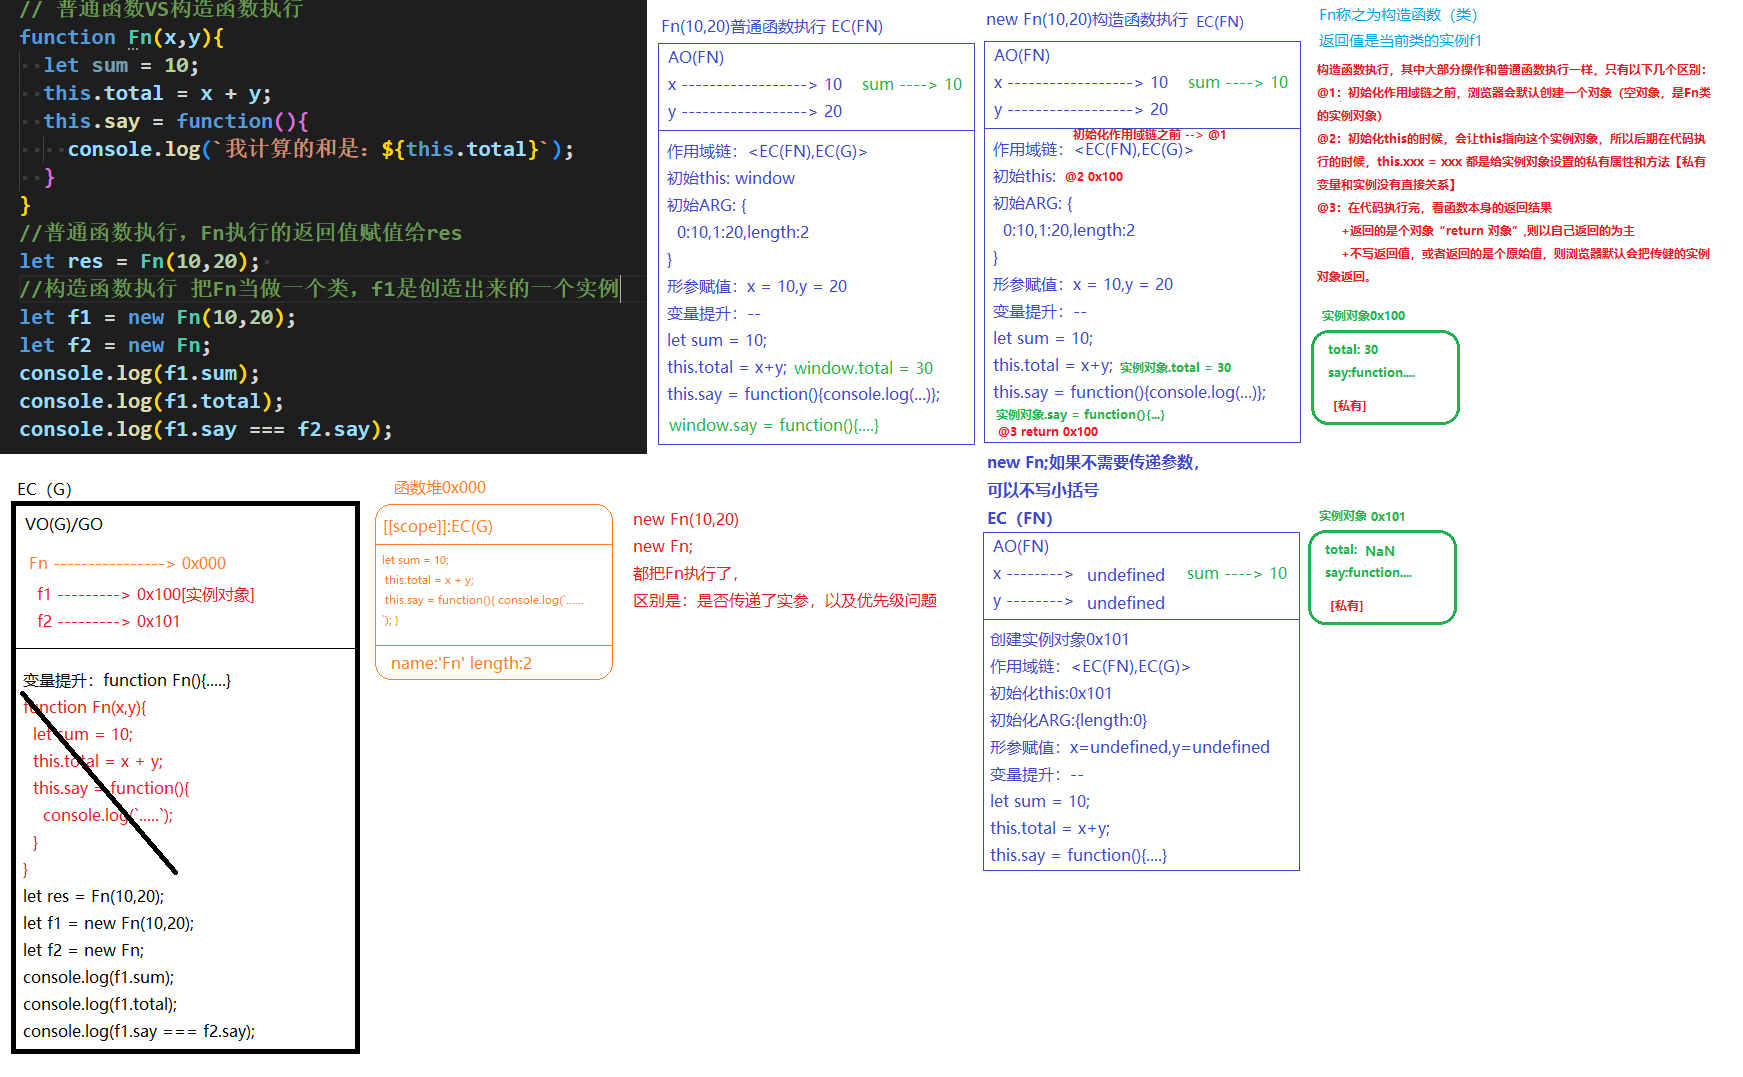 // 普通函数VS构造函数执行
function Fn(x,y){
let sum = 10;
this.total = x + y;
this.say = function(){
console.log(`我计算的和是：${this.total}`);
}
}
//普通函数执行，Fn执行的返回值赋值给res
let res = Fn(10,20);
//构造函数执行 把Fn当做一个类，f1是创造出来的一个实例
let f1 = new Fn(10,20);
let f2 = new Fn;
console.log(f1.sum);
console.log(f1.total);
console.log(f1.say === f2.say);
Fn(10,20)普通函数执行 EC(FN)
AO(FN)
x ------------------> 10 sum ----> 10
y ------------------> 20
作用域链：<EC(FN),EC(G)>
初始this: window
初始ARG: {
0:10,1:20,length:2
}
形参赋值：x = 10,y = 20
变量提升：--
let sum = 10;
this.total = x+y; window.total = 30
this.say = function(){console.log(...)};
window.say = function(){....}
new Fn(10,20)构造函数执行 EC(FN)
AO(FN)
x ------------------> 10 sum ----> 10
y ------------------> 20
初始化作用域链之前 --> @1
作用域链：<EC(FN),EC(G)>
初始this: @2 0x100
初始ARG: {
0:10,1:20,length:2
}
形参赋值：x = 10,y = 20
变量提升：--
let sum = 10;
this.total = x+y; 实例对象.total = 30
this.say = function(){console.log(...)};
实例对象.say = function(){...}
@3 return 0x100
Fn称之为构造函数（类）
返回值是当前类的实例f1
构造函数执行，其中大部分操作和普通函数执行一样，只有以下几个区别：
@1：初始化作用域链之前，浏览器会默认创建一个对象（空对象，是Fn类
的实例对象）
@2：初始化this的时候，会让this指向这个实例对象，所以后期在代码执
行的时候，this.xxx = xxx 都是给实例对象设置的私有属性和方法【私有
变量和实例没有直接关系】
@3：在代码执行完，看函数本身的返回结果
+返回的是个对象“return 对象”,则以自己返回的为主
+不写返回值，或者返回的是个原始值，则浏览器默认会把传健的实例
对象返回。
实例对象0x100
total: 30
say:function....
[私有]
EC（G）
VO(G)/GO
Fn ----------------> 0x000
f1 ---------> 0x100[实例对象]
f2 ---------> 0x101
变量提升：function Fn(){.....}
function Fn(x,y){
let sum = 10;
this.total = x + y;
this.say = function(){
console.log(`.....`);
}
}
let res = Fn(10,20);
let f1 = new Fn(10,20);
let f2 = new Fn;
console.log(f1.sum);
console.log(f1.total);
console.log(f1.say === f2.say);
函数堆0x000
[[scope]]:EC(G)
let sum = 10;
this.total = x + y;
this.say = function(){ console.log(`......
`); }
name:'Fn' length:2
new Fn(10,20)
new Fn;
都把Fn执行了，
区别是：是否传递了实参，以及优先级问题
new Fn;如果不需要传递参数，
可以不写小括号
EC（FN）
AO(FN)
x --------> undefined sum ----> 10
y --------> undefined
创建实例对象0x101
作用域链：<EC(FN),EC(G)>
初始化this:0x101
初始化ARG:{length:0}
形参赋值：x=undefined,y=undefined
变量提升：--
let sum = 10;
this.total = x+y;
this.say = function(){....}
实例对象 0x101
total: NaN
say:function....
[私有]